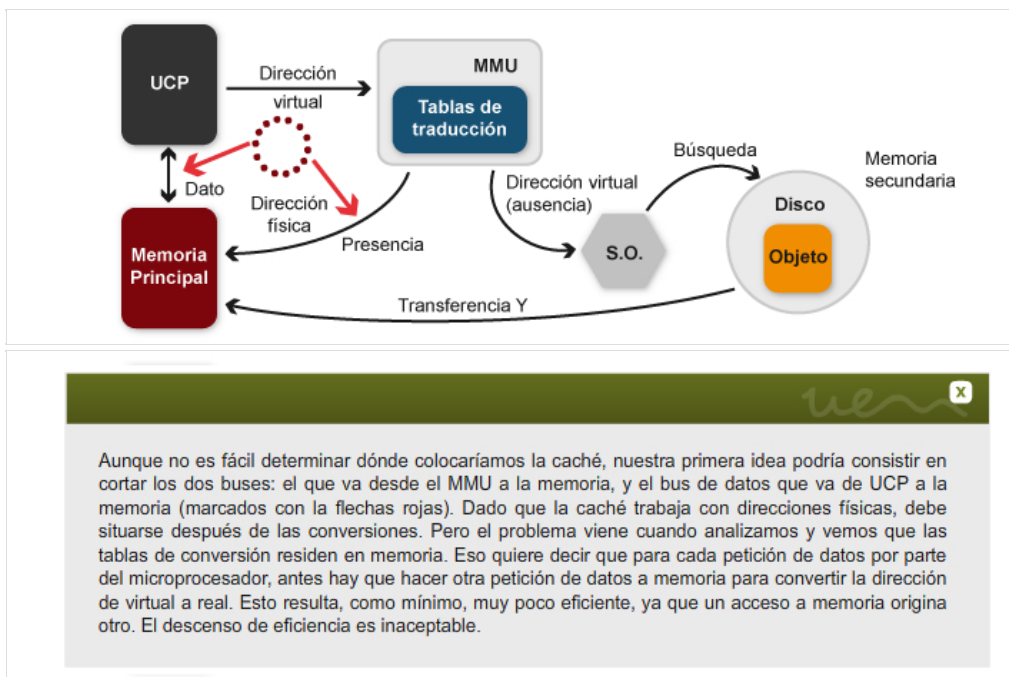 UCP
Dirección
virtual
MMU
Tablas de
traducción
Dato
Dirección
física
Presencia
Memoria
Principal
Dirección virtual
(ausencia)
S.O.
Búsqueda
Memoria
secundaria
Disco
Objeto
Transferencia Y
uem
X
Aunque no es fácil determinar dónde colocaríamos la caché, nuestra primera idea podría consistir en
cortar los dos buses: el que va desde el MMU a la memoria, y el bus de datos que va de UCP a la
memoria (marcados con la flechas rojas). Dado que la caché trabaja con direcciones físicas, debe
situarse después de las conversiones. Pero el problema viene cuando analizamos y vemos que las
tablas de conversión residen en memoria. Eso quiere decir que para cada petición de datos por parte
del microprocesador, antes hay que hacer otra petición de datos a memoria para convertir la dirección
de virtual a real. Esto resulta, como mínimo, muy poco eficiente, ya que un acceso a memoria origina
otro. El descenso de eficiencia es inaceptable.